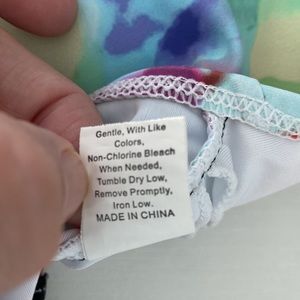 Gentle, With Like
Colors,
Non-Chlorine Bleach
When Needed,
Tumble Dry Low,
Remove Promptly,
Iron Low.
MADE IN CHINA